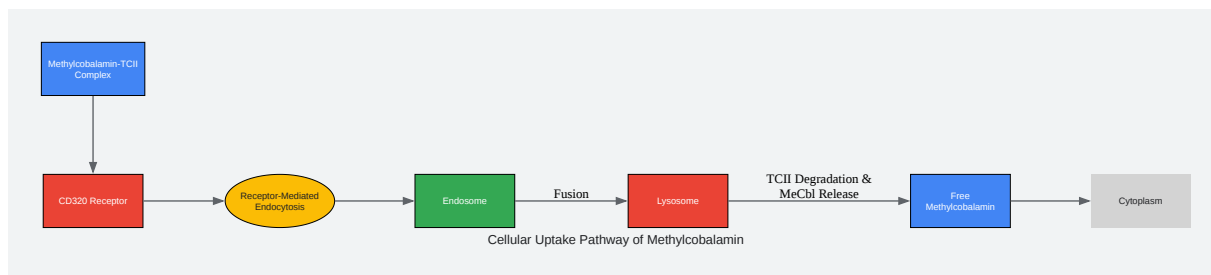 Methylcobalamin-TCII
Complex
CD320 Receptor
Receptor-Mediated
Endocytosis
Endosome
Fusion
Lysosome
TCII Degradation &
MeCbl Release
Free
Methylcobalamin
Cytoplasm
Cellular Uptake Pathway of Methylcobalamin